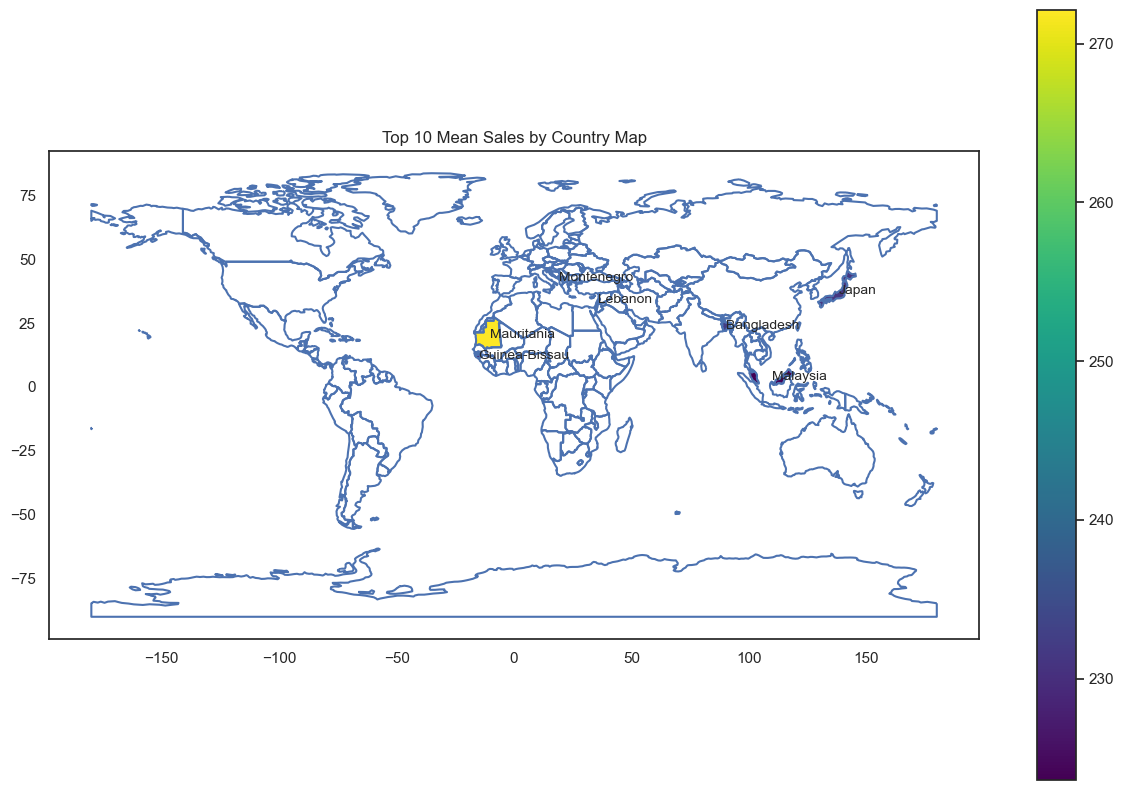 Top 10 Mean Sales by Country Map
75
50
25
0
−25
−50
−75
−150
−100
−50
0
50
100
150
Montenegro
Lebanon
Japan
Bangladesh
Mauritania
Guinea-Bissau
Malaysia
270
260
250
240
230